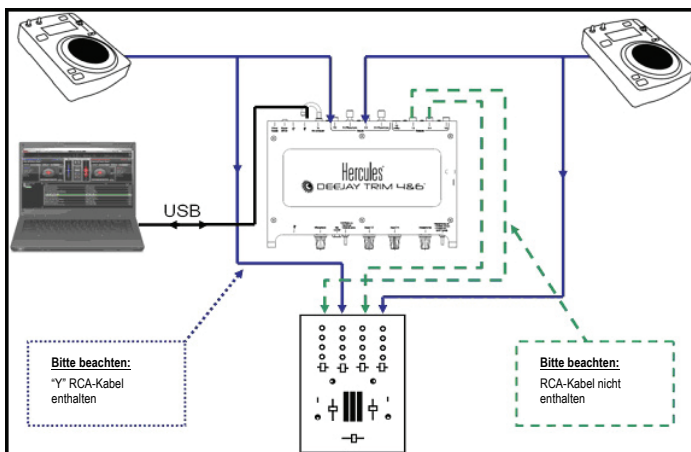 Hercules
DEEJAY TRIM 4&6
USB
Bitte beachten:
"Y" RCA-Kabel
enthalten
Bitte beachten:
RCA-Kabel nicht
enthalten